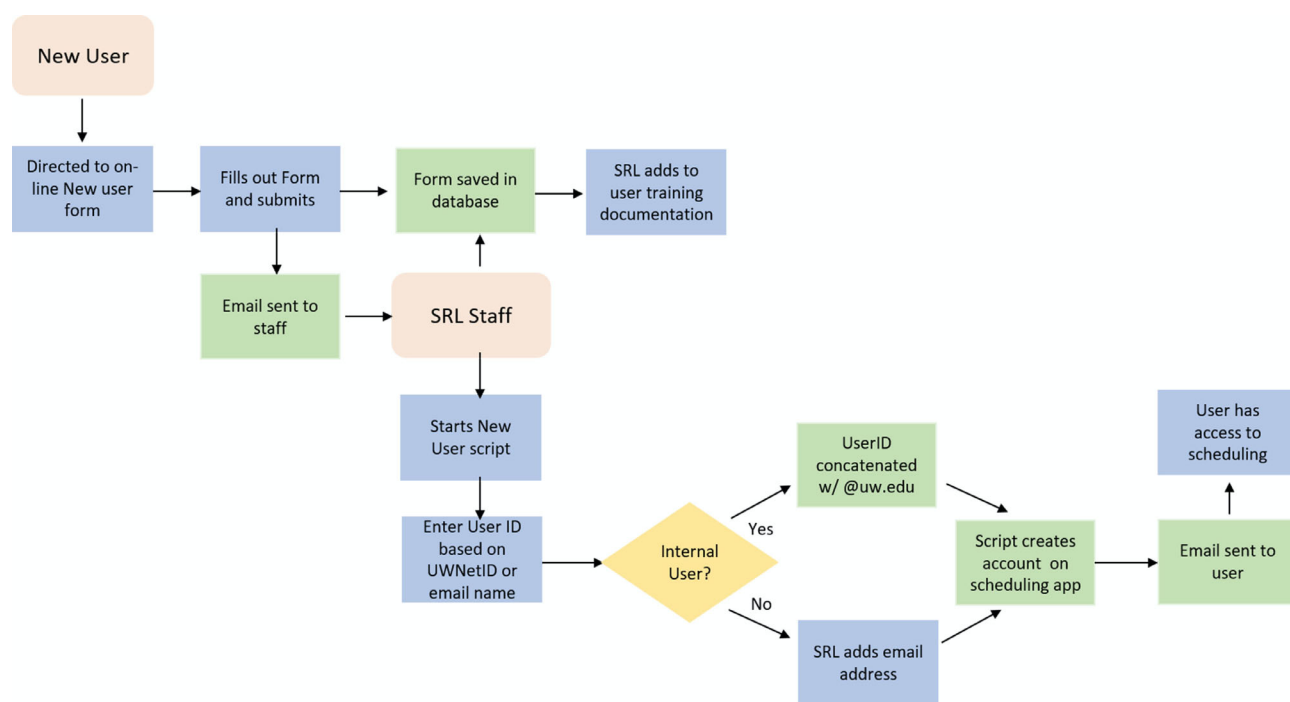 New User
Directed to on-
line New user
form
Fills out Form
and submits
Form saved in
database
SRL adds to
user training
documentation
Email sent to
staff
SRL Staff
Starts New
User script
Enter User ID
based on
UWNetID or
email name
Internal
User?
Yes
No
UserID
concatenated
w/ @uw.edu
SRL adds email
address
Script creates
account on
scheduling app
Email sent to
user
User has
access to
scheduling